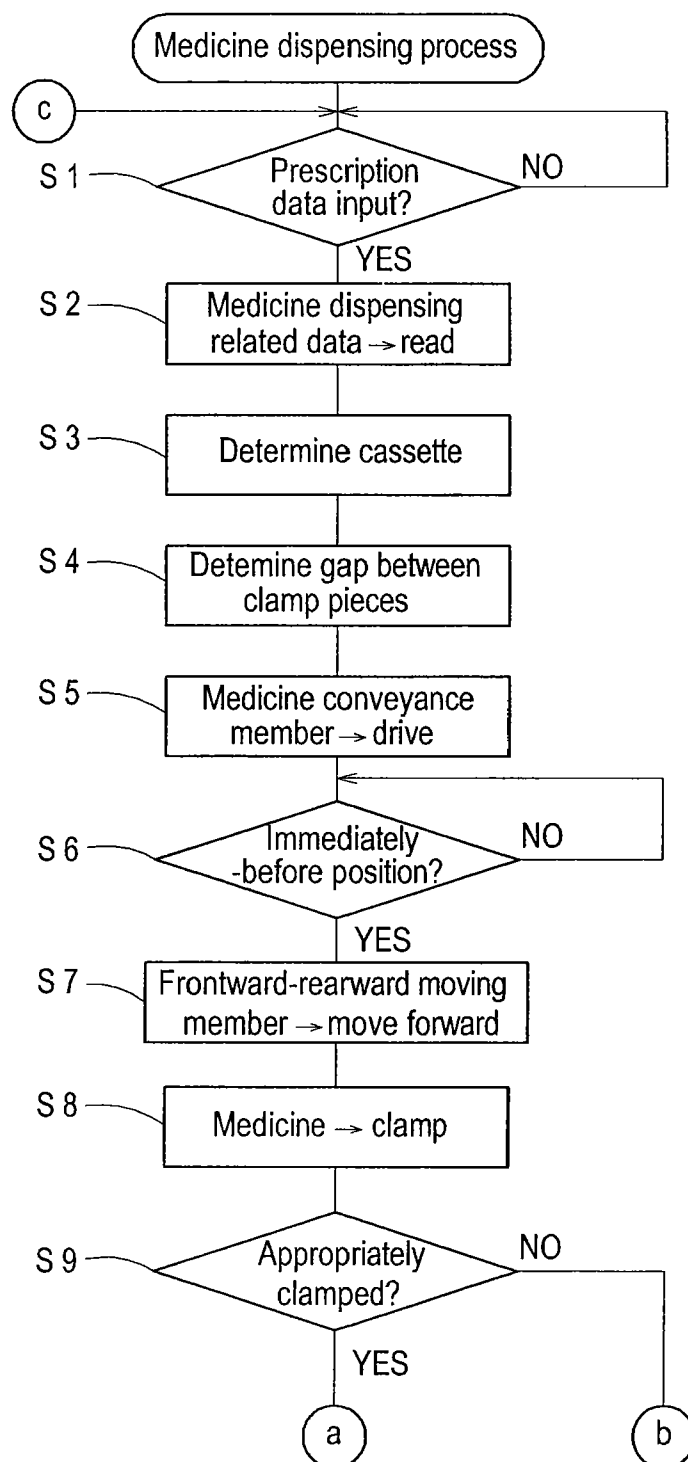 Medicine dispensing process
c
S 1
Prescription
data input?
NO
YES
S 2
Medicine dispensing
related data → read
S 3
Determine cassette
S 4
Detemine gap between
clamp pieces
S 5
Medicine conveyance
member → drive
S 6
Immediately
-before position?
NO
YES
S 7
Frontward-rearward moving
member → move forward
S 8
Medicine → clamp
S 9
Appropriately
clamped?
NO
YES
a
b